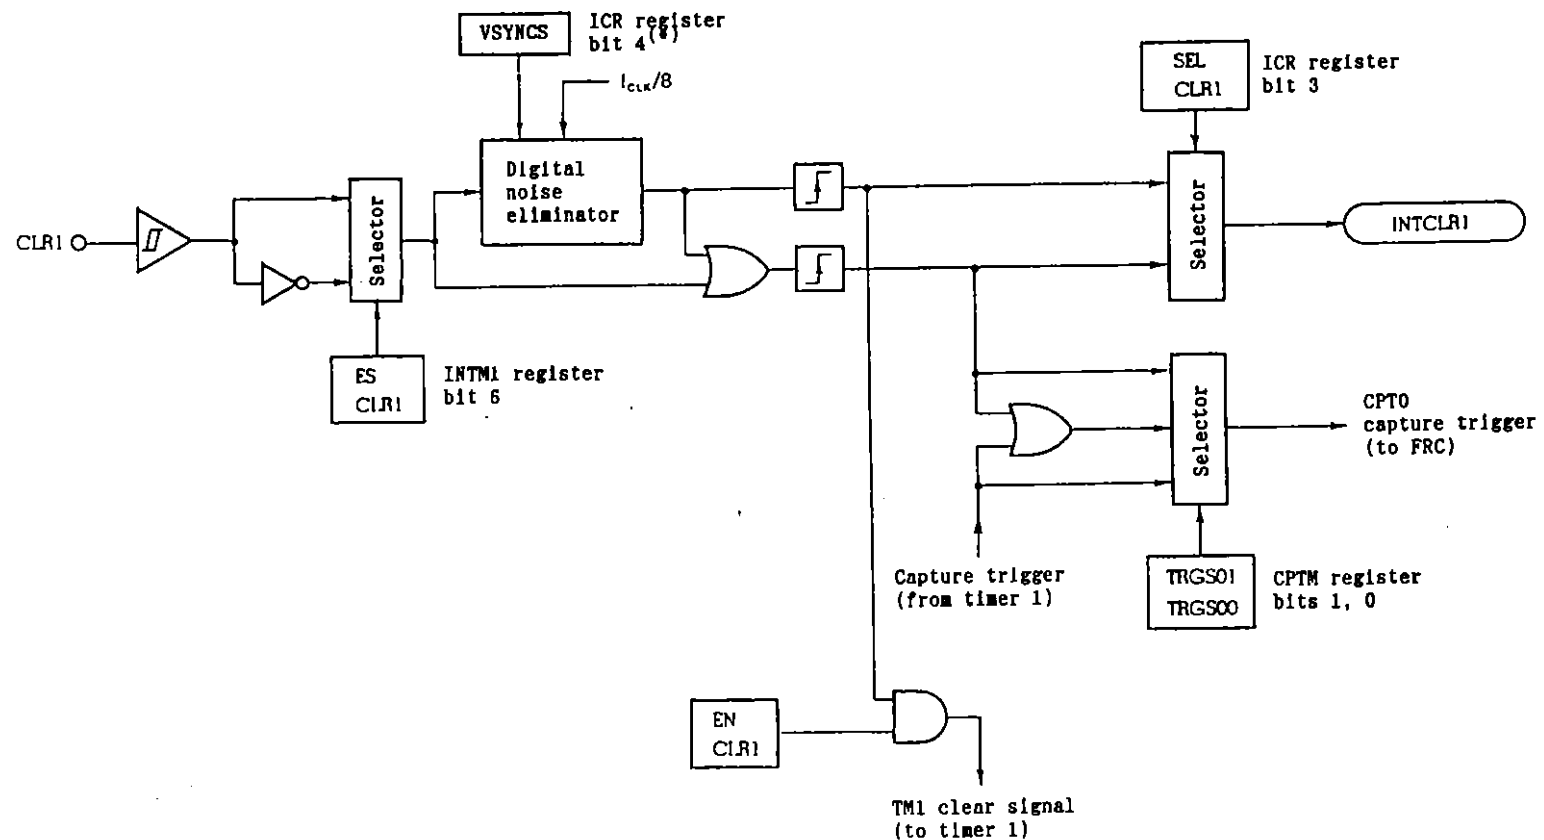 VSYNCS
ICR register
bit 4(*)
ICLK/8
SEL
CLR1
ICR register
bit 3
Digital
noise
eliminator
Selector
CLR1
Selector
INTCLR1
ES
CLR1
INTM1 register
bit 6
Selector
CPT0
capture trigger
(to FRC)
Capture trigger
(from timer 1)
TRGS01
TRGS00
CPTM register
bits 1, 0
EN
CLR1
TM1 clear signal
(to timer 1)